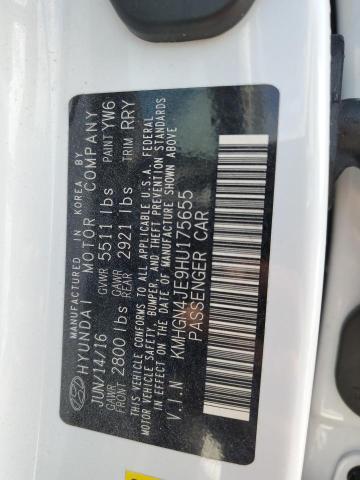 MANUFACTURED IN KOREA BY
HYUNDAI MOTOR COMPANY
JUN/14/16 GVWR 5511 lbs PAINT YW6
GAWR FRONT 2800 lbs GAWR REAR 2921 lbs TRIM RRY
THIS VEHICLE CONFORMS TO ALL APPLICABLE U.S.A. FEDERAL
MOTOR VEHICLE SAFETY, BUMPER, AND THEFT PREVENTION STANDARDS
IN EFFECT ON THE DATE OF MANUFACTURE SHOWN ABOVE
V.I.N KMHGN4JE9HU175655
PASSENGER CAR